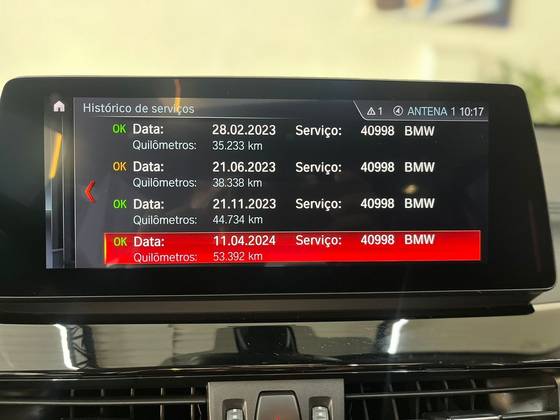 Histórico de serviços
1 ANTENA 1 10:17
OK Data: 28.02.2023 Serviço: 40998 BMW
Quilômetros: 35.233 km
OK Data: 21.06.2023 Serviço: 40998 BMW
Quilômetros: 38.338 km
OK Data: 21.11.2023 Serviço: 40998 BMW
Quilômetros: 44.734 km
OK Data: 11.04.2024 Serviço: 40998 BMW
Quilômetros: 53.392 km